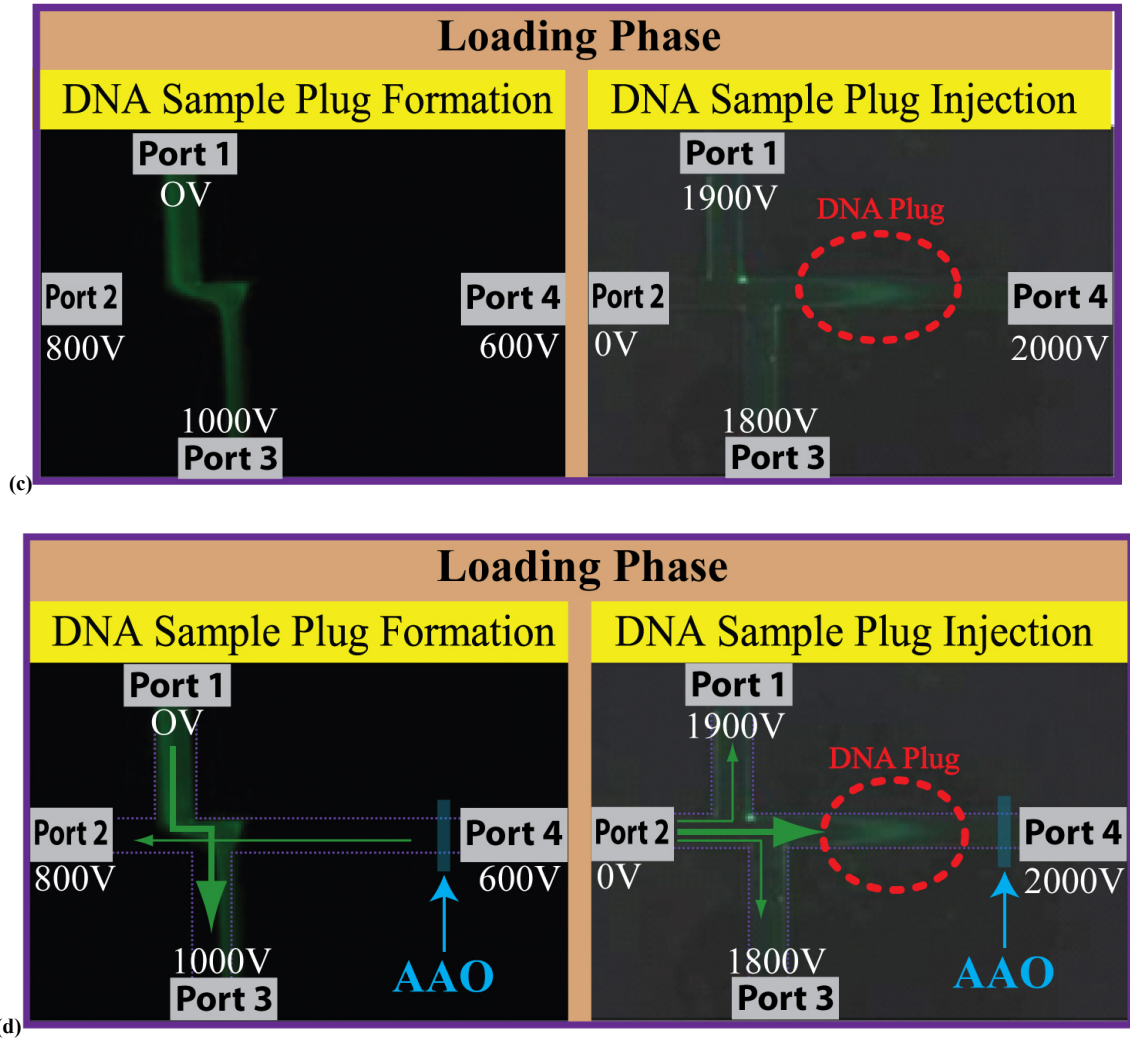 Loading Phase
DNA Sample Plug Formation
DNA Sample Plug Injection
Port 1
OV
Port 1
1900V
DNA Plug
Port 2
800V
Port 4
600V
Port 2
0V
Port 4
2000V
1000V
Port 3
1800V
Port 3
(c)
Loading Phase
DNA Sample Plug Formation
DNA Sample Plug Injection
Port 1
OV
Port 1
1900V
DNA Plug
Port 2
800V
Port 4
600V
Port 2
0V
Port 4
2000V
1000V
Port 3
AAO
1800V
Port 3
AAO
(d)